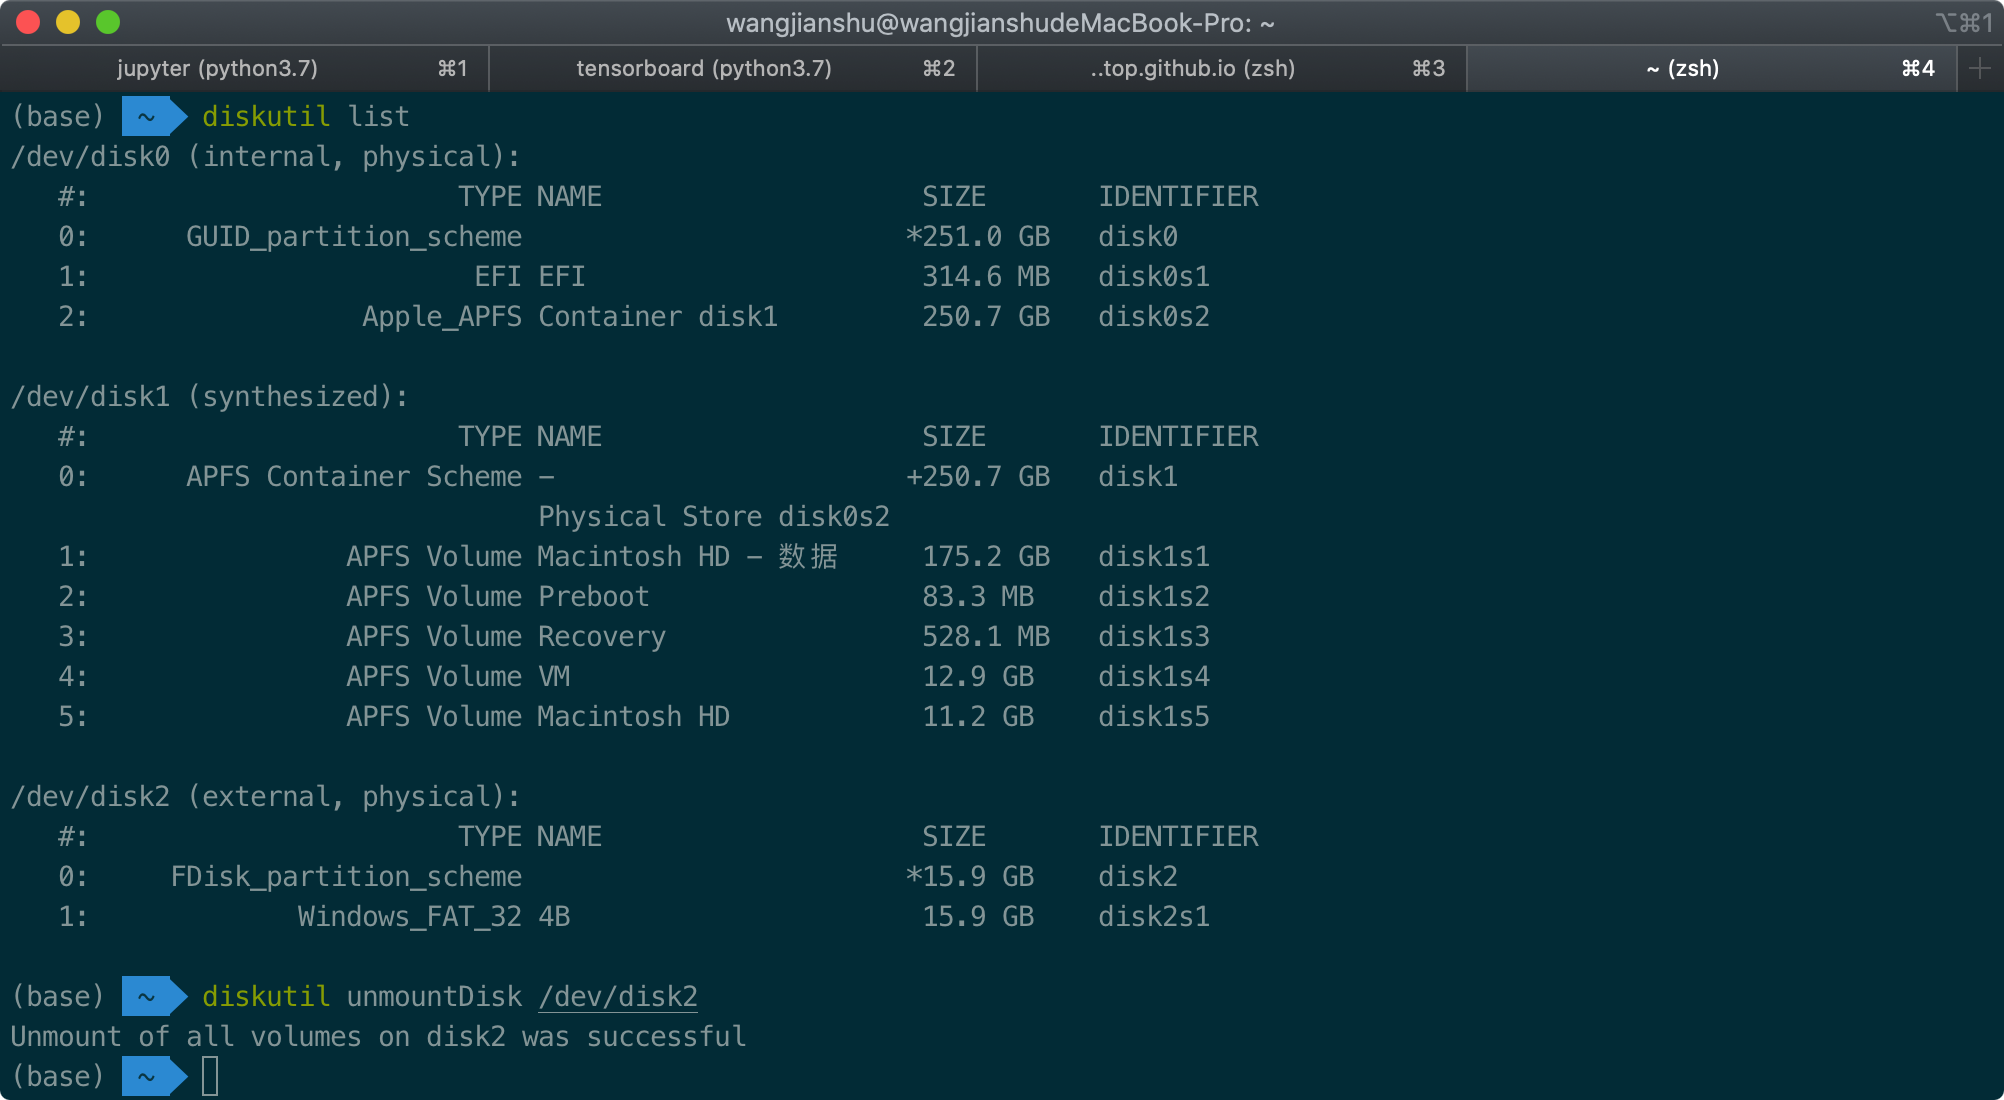 wangjianshu@wangjianshudeMacBook-Pro: ~ ⌥⌘1
jupyter (python3.7) ⌘1 tensorboard (python3.7) ⌘2 ..top.github.io (zsh) ⌘3 ~ (zsh) ⌘4 +
(base) ~ diskutil list
/dev/disk0 (internal, physical):
#: TYPE NAME SIZE IDENTIFIER
0: GUID_partition_scheme *251.0 GB disk0
1: EFI EFI 314.6 MB disk0s1
2: Apple_APFS Container disk1 250.7 GB disk0s2
/dev/disk1 (synthesized):
#: TYPE NAME SIZE IDENTIFIER
0: APFS Container Scheme - +250.7 GB disk1
Physical Store disk0s2
1: APFS Volume Macintosh HD - 数据 175.2 GB disk1s1
2: APFS Volume Preboot 83.3 MB disk1s2
3: APFS Volume Recovery 528.1 MB disk1s3
4: APFS Volume VM 12.9 GB disk1s4
5: APFS Volume Macintosh HD 11.2 GB disk1s5
/dev/disk2 (external, physical):
#: TYPE NAME SIZE IDENTIFIER
0: FDisk_partition_scheme *15.9 GB disk2
1: Windows_FAT_32 4B 15.9 GB disk2s1
(base) ~ diskutil unmountDisk /dev/disk2
Unmount of all volumes on disk2 was successful
(base) ~